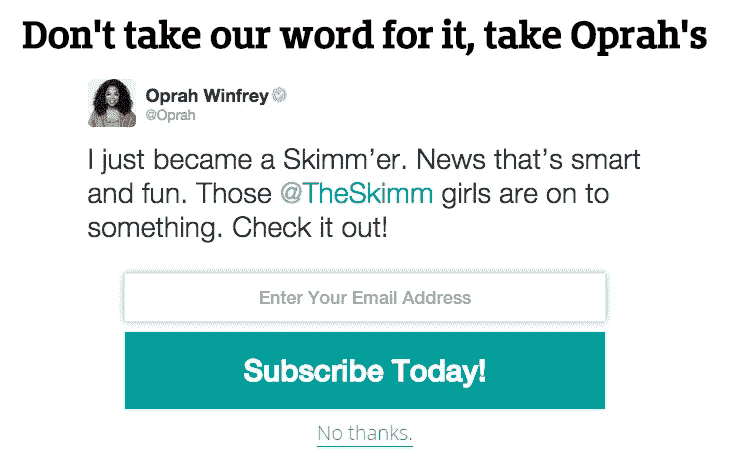 Don't take our word for it, take Oprah's
Oprah Winfrey
@Oprah
I just became a Skimm’er. News that’s smart
and fun. Those @TheSkimm girls are on to
something. Check it out!
Enter Your Email Address
Subscribe Today!
No thanks.